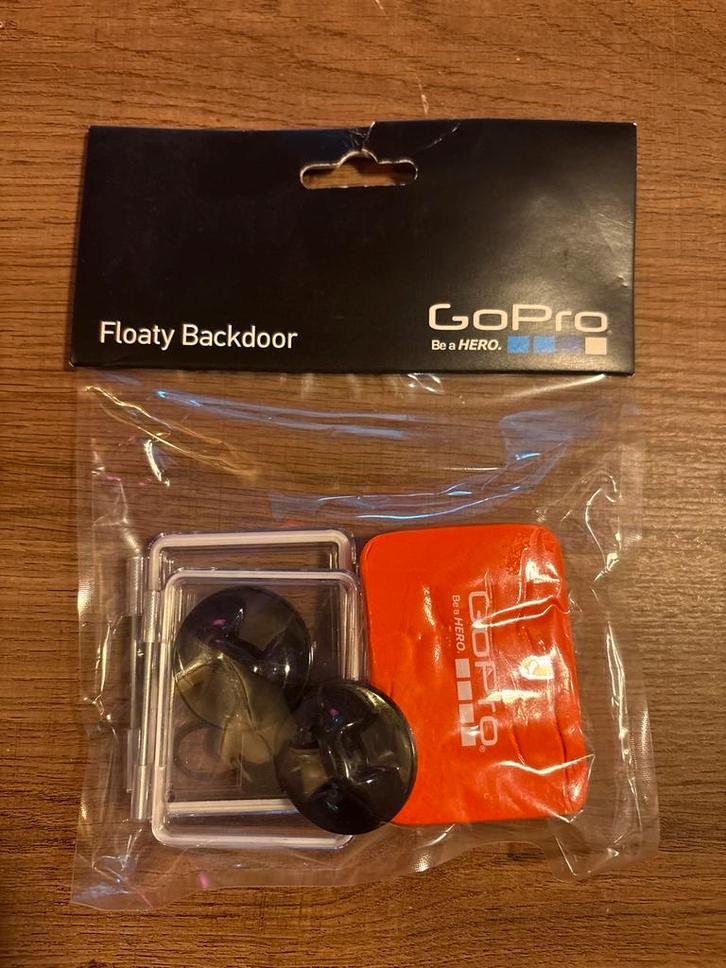 Floaty Backdoor
GoPro
Be a HERO.
GoPro®
Be a HERO.